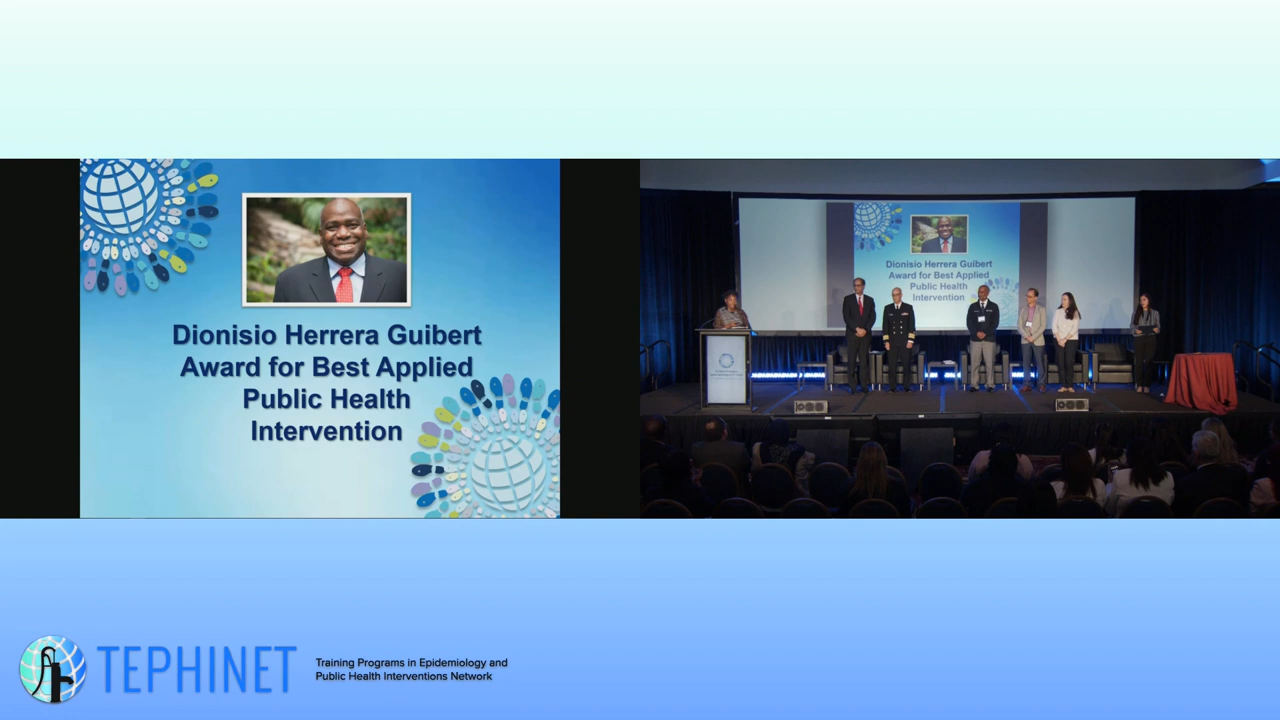 Dionisio Herrera Guibert
Award for Best Applied
Public Health
Intervention
Dionisio Herrera Guibert
Award for Best Applied
Public Health
Intervention
TEPHINET
Training Programs in Epidemiology and
Public Health Interventions Network